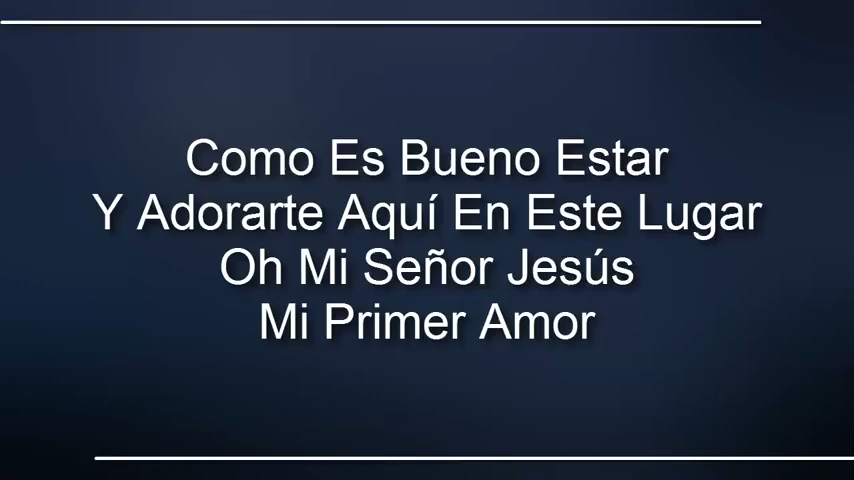 Como Es Bueno Estar
Y Adorarte Aquí En Este Lugar
Oh Mi Señor Jesús
Mi Primer Amor